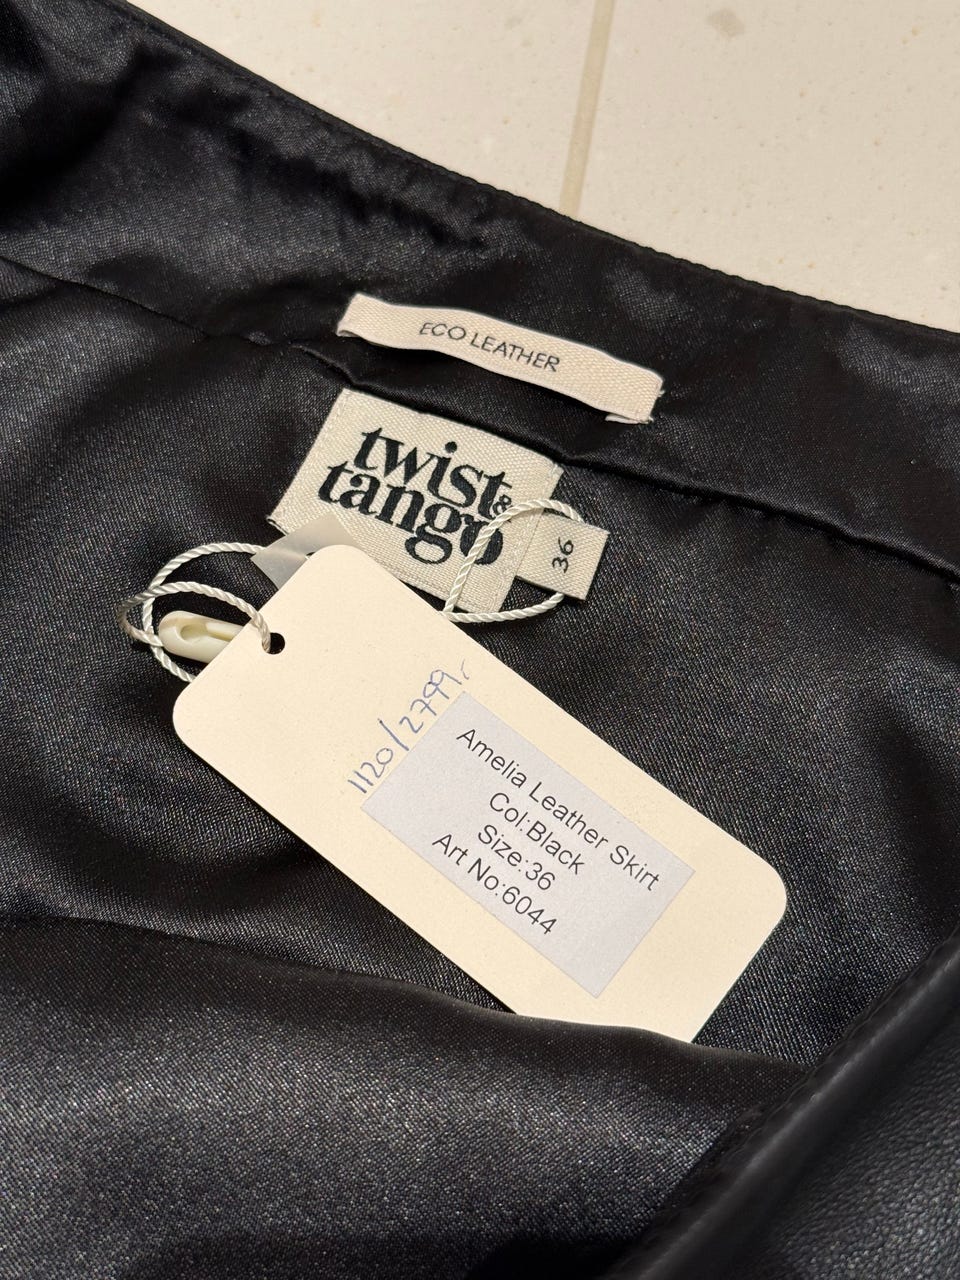 ECO LEATHER
twist &
tango
36
1120/2799,-
Amelia Leather Skirt
Col:Black
Size:36
Art No:6044